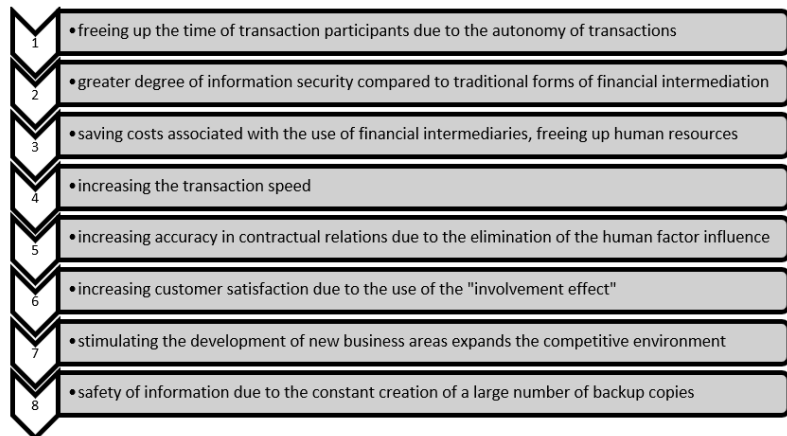 1 •freeing up the time of transaction participants due to the autonomy of transactions
2 •greater degree of information security compared to traditional forms of financial intermediation
3 •saving costs associated with the use of financial intermediaries, freeing up human resources
4 •increasing the transaction speed
5 •increasing accuracy in contractual relations due to the elimination of the human factor influence
6 •increasing customer satisfaction due to the use of the "involvement effect"
7 •stimulating the development of new business areas expands the competitive environment
8 •safety of information due to the constant creation of a large number of backup copies